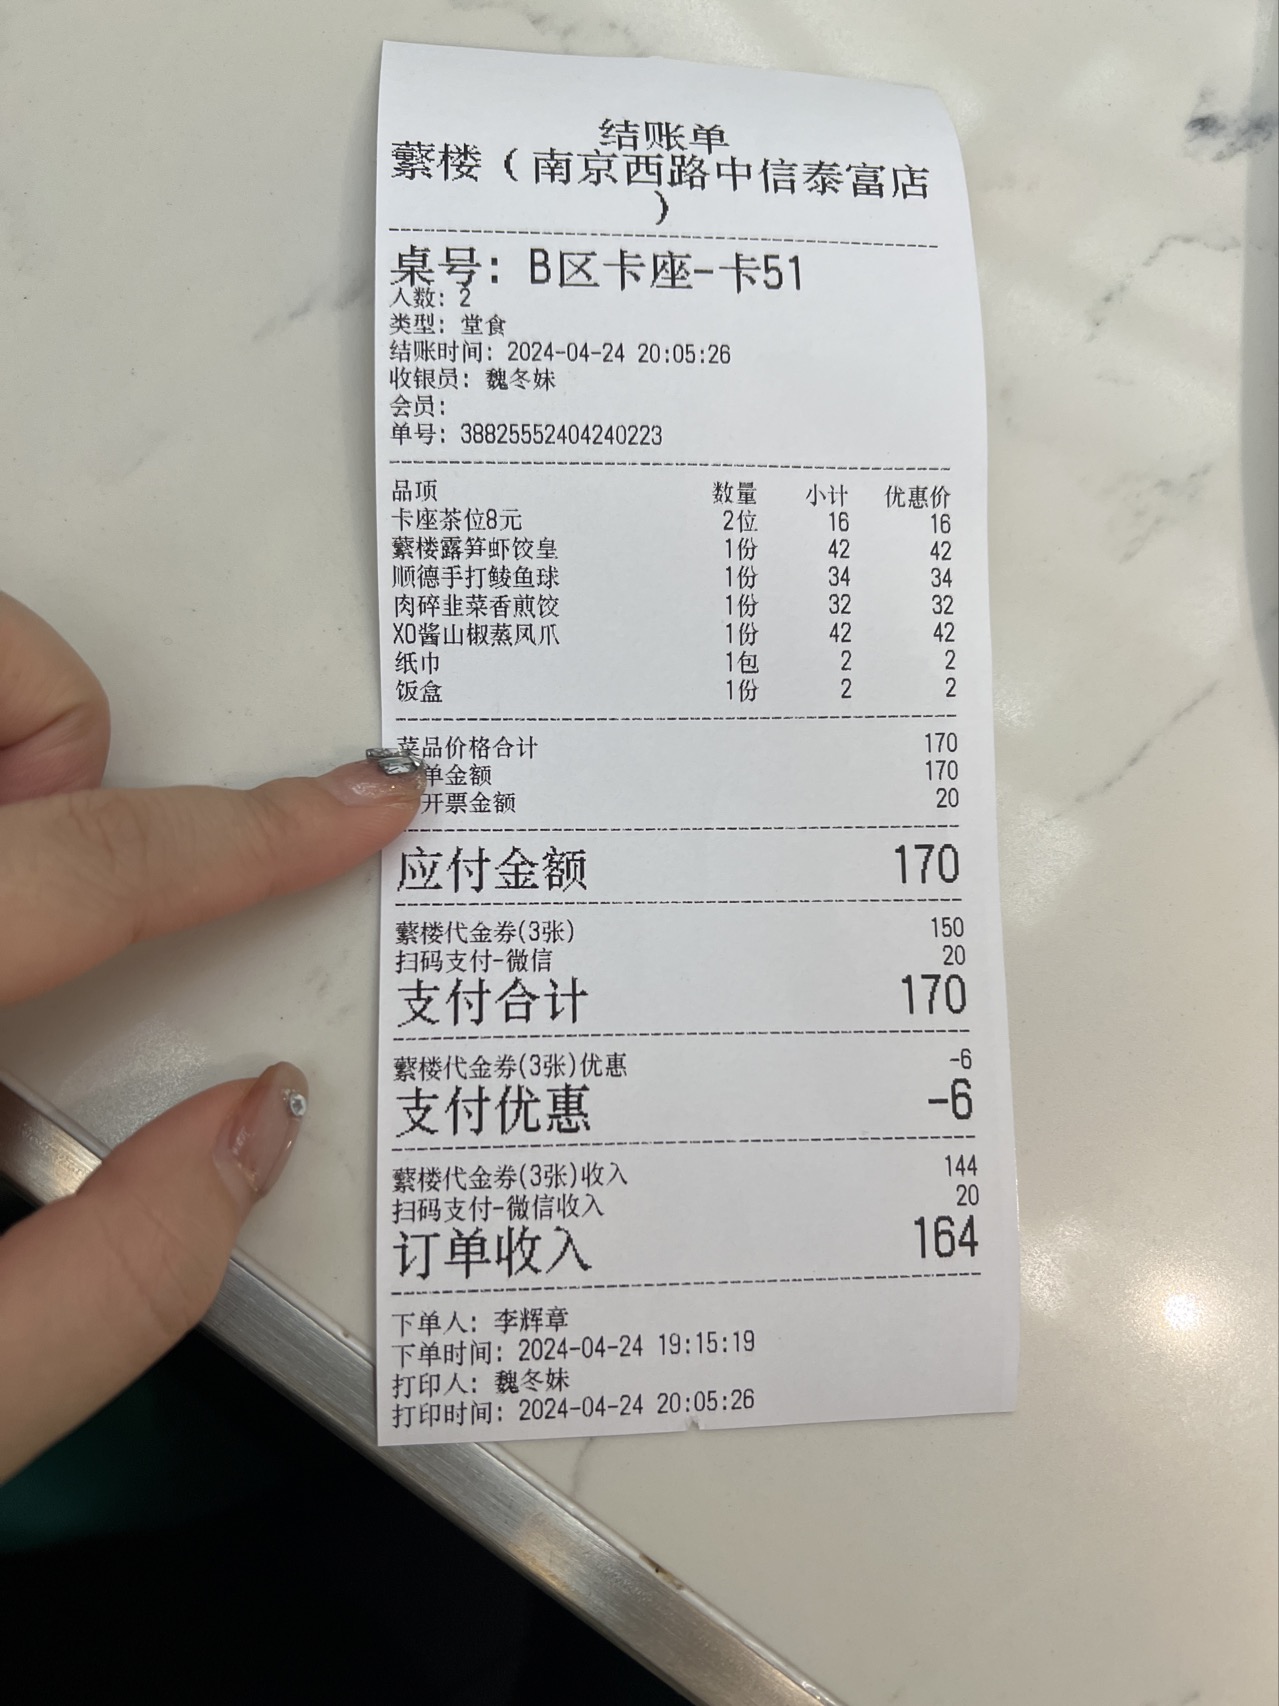 结账单
蘩楼（南京西路中信泰富店
）
桌号：B区卡座-卡51
人数：2
类型：堂食
结账时间：2024-04-24 20:05:26
收银员：魏冬妹
会员：
单号：38825552404240223
品项 数量 小计 优惠价
卡座茶位8元 2位 16 16
蘩楼露笋虾饺皇 1份 42 42
顺德手打鲮鱼球 1份 34 34
肉碎韭菜香煎饺 1份 32 32
XO酱山椒蒸凤爪 1份 42 42
纸巾 1包 2 2
饭盒 1份 2 2
菜品价格合计 170
单金额 170
开票金额 20
应付金额 170
蘩楼代金券(3张) 150
扫码支付-微信 20
支付合计 170
蘩楼代金券(3张)优惠 -6
支付优惠 -6
蘩楼代金券(3张)收入 144
扫码支付-微信收入 20
订单收入 164
下单人：李辉章
下单时间：2024-04-24 19:15:19
打印人：魏冬妹
打印时间：2024-04-24 20:05:26